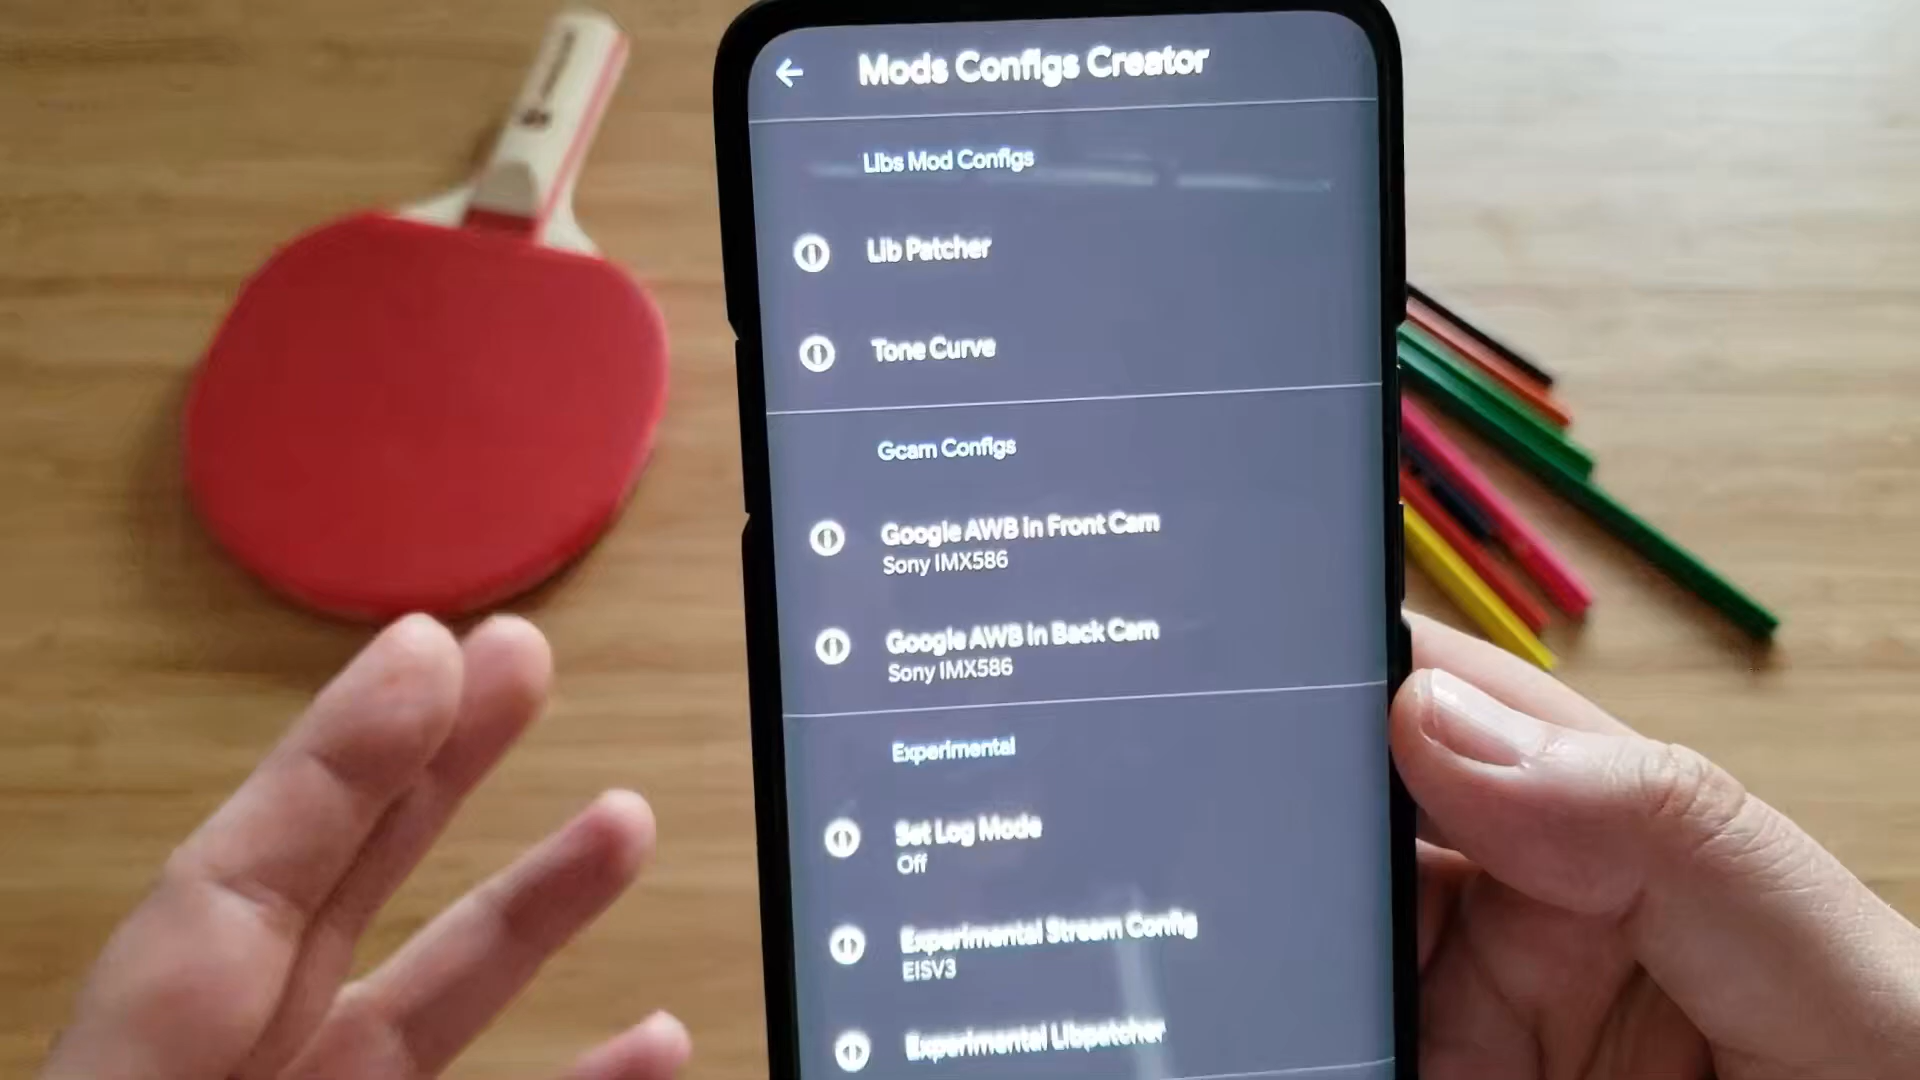 Mods Configs Creator
Libs Mod Configs
Lib Patcher
Tone Curve
Gcam Configs
Google AWB in Front Cam
Sony IMX586
Google AWB in Back Cam
Sony IMX586
Experimental
Set Log Mode
Off
Experimental Stream Config
EISV3
Experimental Libpatcher